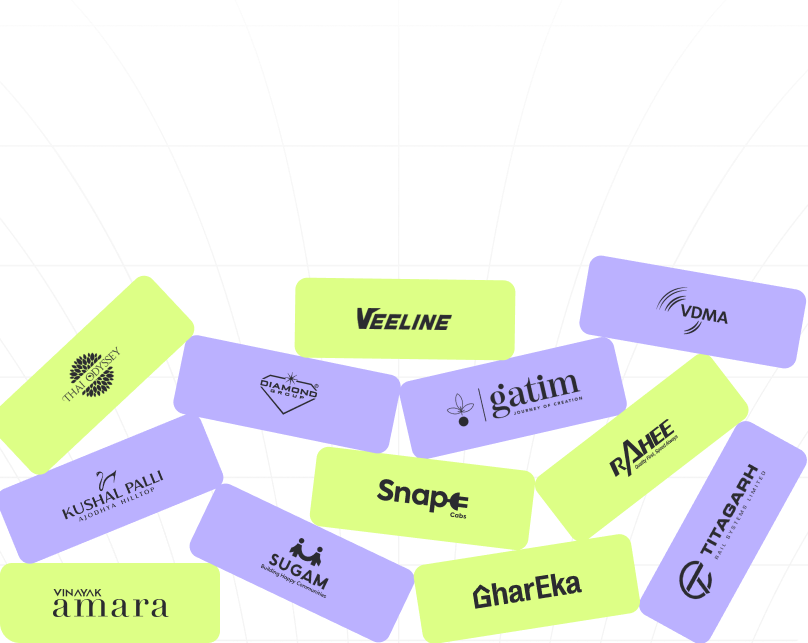 VEELINE
VDMA
THAI ODYSSEY
DIAMOND
GROUP
gatim
JOURNEY OF CREATION
RAHEE
Quality First, Speed Always
KUSHAL PALLI
AJODHYA HILLTOP
Snape
Cabs
TITAGARH
RAIL SYSTEMS LIMITED
SUGAM
Building Happy Communities
GharEka
VINAYAK
amara